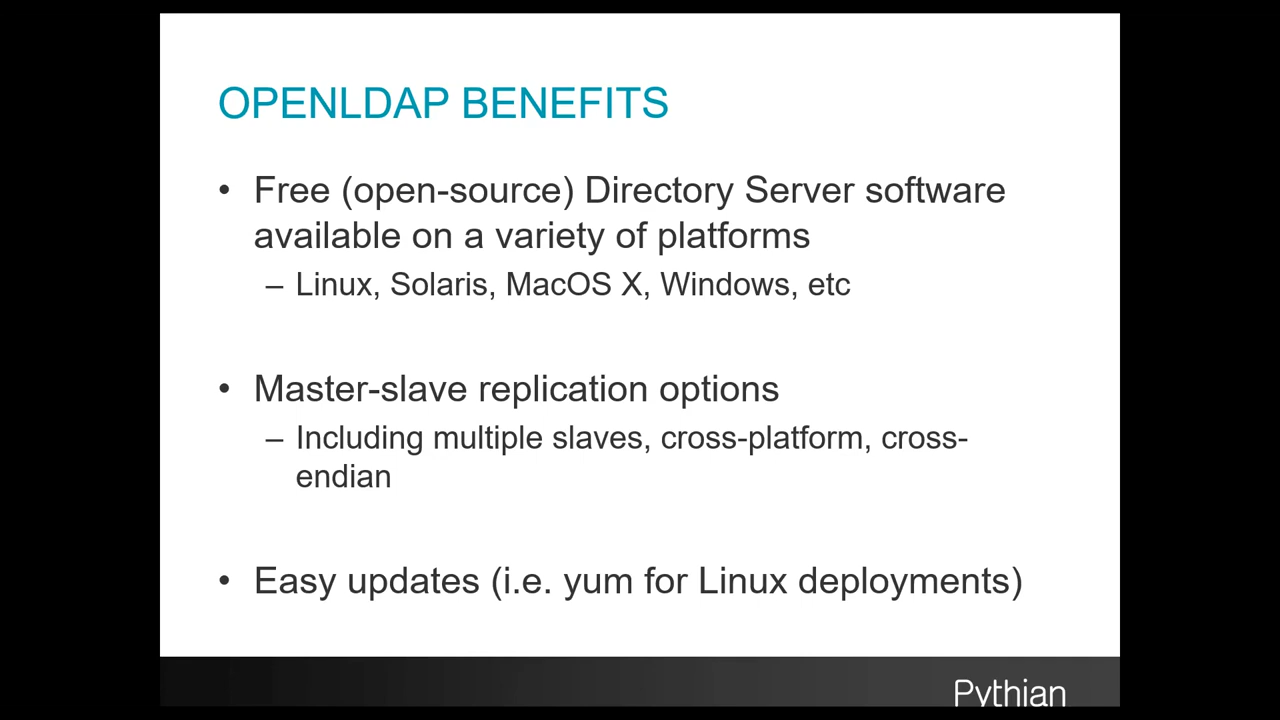 OPENLDAP BENEFITS
• Free (open-source) Directory Server software
available on a variety of platforms
– Linux, Solaris, MacOS X, Windows, etc
• Master-slave replication options
– Including multiple slaves, cross-platform, cross-
endian
• Easy updates (i.e. yum for Linux deployments)
Pythian